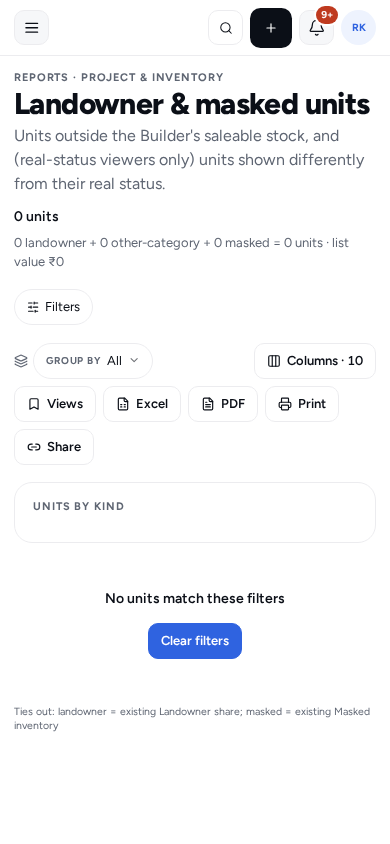 9+
RK
REPORTS · PROJECT & INVENTORY
Landowner & masked units
Units outside the Builder's saleable stock, and
(real-status viewers only) units shown differently
from their real status.
0 units
0 landowner + 0 other-category + 0 masked = 0 units · list
value ₹0
Filters
GROUP BY All
Columns · 10
Views
Excel
PDF
Print
Share
UNITS BY KIND
No units match these filters
Clear filters
Ties out: landowner = existing Landowner share; masked = existing Masked
inventory